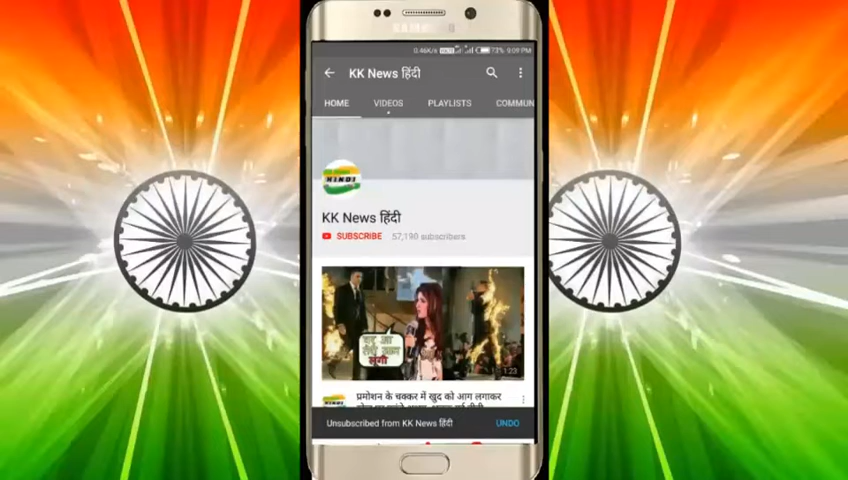 0.46K/s 73% 9:09 PM
KK News हिंदी
HOME VIDEOS PLAYLISTS COMMUN
HINDI
KK News हिंदी
SUBSCRIBE 57,190 subscribers
लुंगी
1:23
प्रमोशन के चक्कर में खुद को आग लगाकर
Unsubscribed from KK News हिंदी UNDO